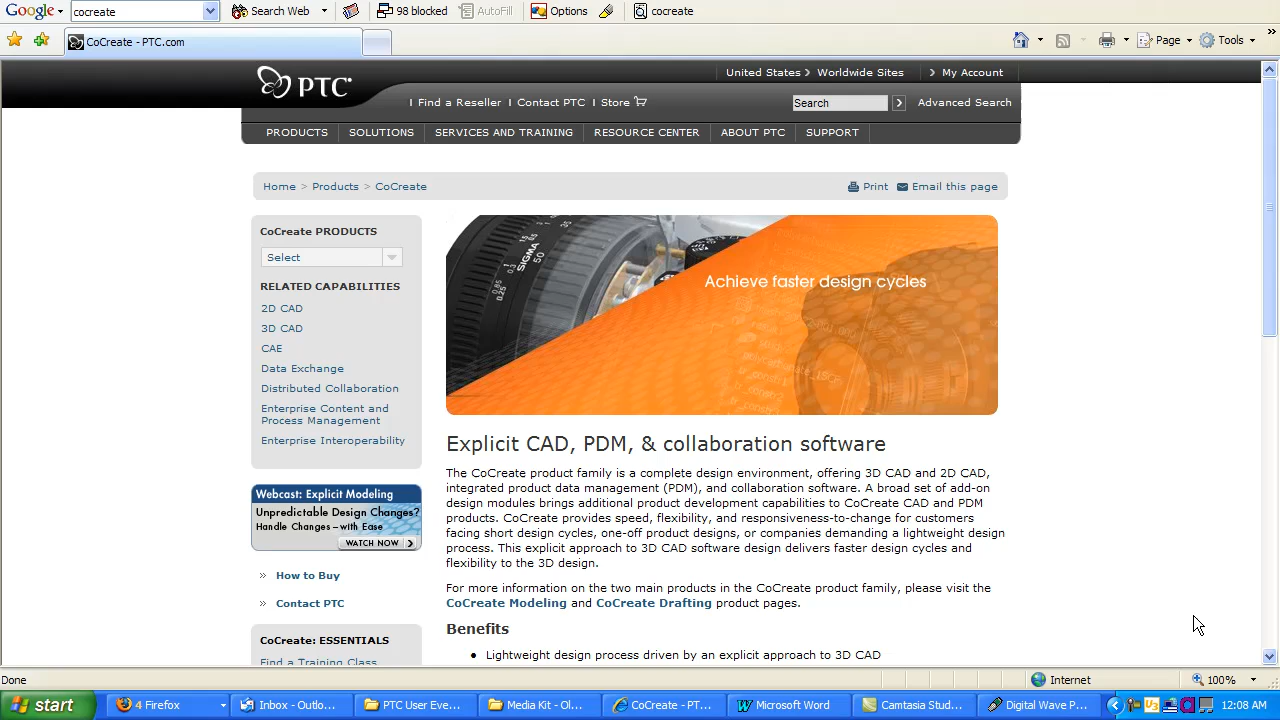 Google cocreate Search Web 98 blocked AutoFill Options cocreate
CoCreate - PTC.com Page Tools
PTC
United States Worldwide Sites My Account
Find a Reseller Contact PTC Store Search Advanced Search
PRODUCTS SOLUTIONS SERVICES AND TRAINING RESOURCE CENTER ABOUT PTC SUPPORT
Home > Products > CoCreate Print Email this page
CoCreate PRODUCTS
Select
RELATED CAPABILITIES
2D CAD
3D CAD
CAE
Data Exchange
Distributed Collaboration
Enterprise Content and
Process Management
Enterprise Interoperability
Webcast: Explicit Modeling
Unpredictable Design Changes?
Handle Changes – with Ease
WATCH NOW
How to Buy
Contact PTC
CoCreate: ESSENTIALS
Find a Training Class
SIGMA
50
Achieve faster design cycles
Explicit CAD, PDM, & collaboration software
The CoCreate product family is a complete design environment, offering 3D CAD and 2D CAD,
integrated product data management (PDM), and collaboration software. A broad set of add-on
design modules brings additional product development capabilities to CoCreate CAD and PDM
products. CoCreate provides speed, flexibility, and responsiveness-to-change for customers
facing short design cycles, one-off product designs, or companies demanding a lightweight design
process. This explicit approach to 3D CAD software design delivers faster design cycles and
flexibility to the 3D design.
For more information on the two main products in the CoCreate product family, please visit the
CoCreate Modeling and CoCreate Drafting product pages.
Benefits
• Lightweight design process driven by an explicit approach to 3D CAD
Done Internet 100%
start 4 Firefox Inbox - Outlo... PTC User Eve... Media Kit - Ol... CoCreate - PT... Microsoft Word Camtasia Stud... Digital Wave P... 12:08 AM